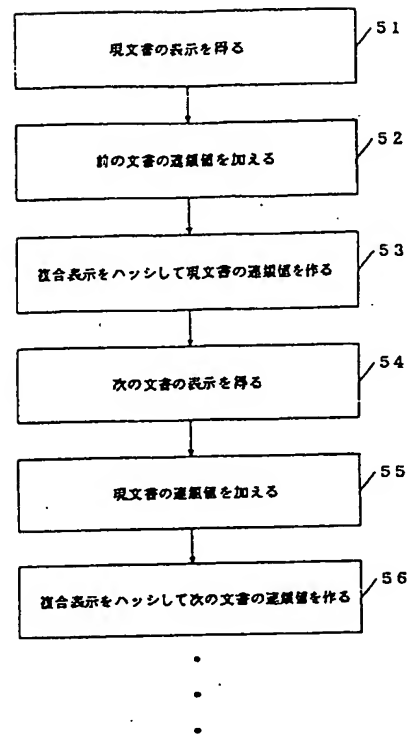 現文書の表示を得る
51
前の文書の連鎖値を加える
52
複合表示をハッシして現文書の連鎖値を作る
53
次の文書の表示を得る
54
現文書の連鎖値を加える
55
複合表示をハッシして次の文書の連鎖値を作る
56